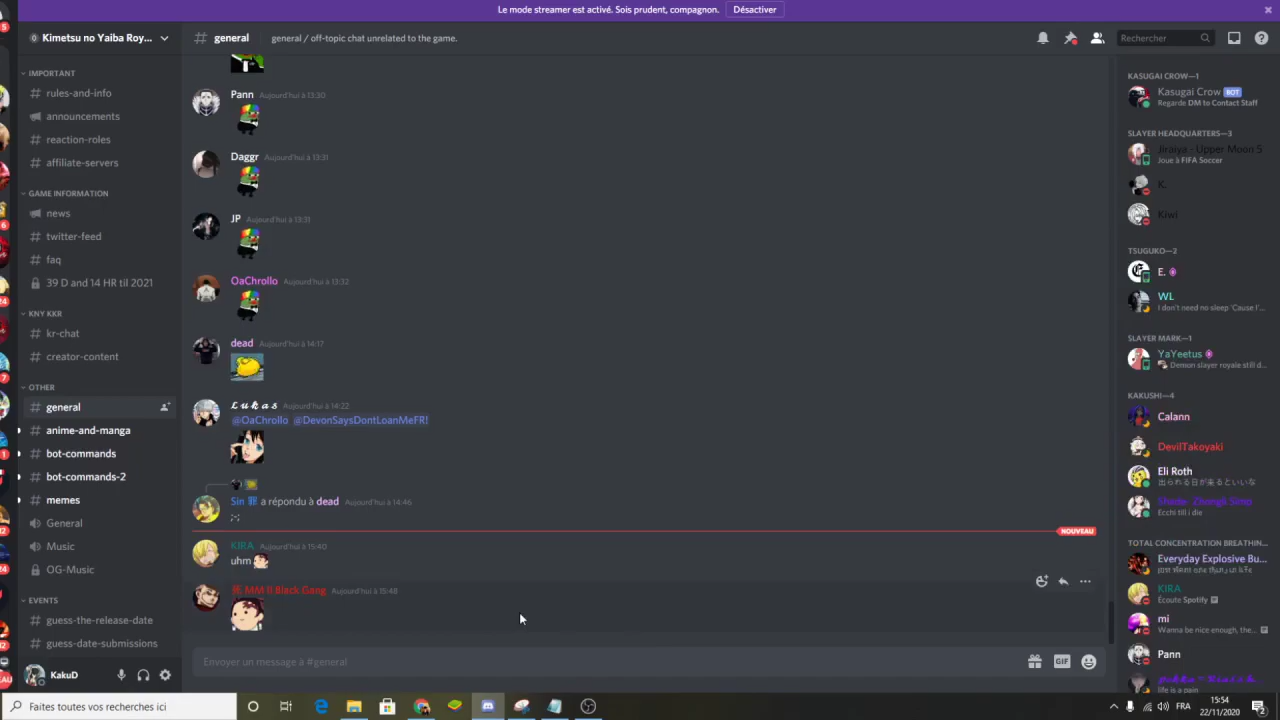 Le mode streamer est activé. Sois prudent, compagnon.
Désactiver
Kimetsu no Yaiba Roy...
general
general / off-topic chat unrelated to the game.
Rechercher
IMPORTANT
rules-and-info
announcements
reaction-roles
affiliate-servers
GAME INFORMATION
news
twitter-feed
faq
39 D and 14 HR til 2021
KNY KKR
kr-chat
creator-content
OTHER
general
anime-and-manga
bot-commands
bot-commands-2
memes
General
Music
OG-Music
EVENTS
guess-the-release-date
guess-date-submissions
KakuD
Pann Aujourd'hui à 13:30
Daggr Aujourd'hui à 13:31
JP Aujourd'hui à 13:31
OaChrollo Aujourd'hui à 13:32
dead Aujourd'hui à 14:17
𝓛𝓾𝓴𝓪𝓼 Aujourd'hui à 14:22
@OaChrollo @DevonSaysDontLoanMeFR!
Sin a répondu à dead Aujourd'hui à 14:46
;-;
NOUVEAU
KIRA Aujourd'hui à 15:40
uhm
MM II Black Gang Aujourd'hui à 15:48
Envoyer un message à #general
GIF
KASUGAI CROW—1
Kasugai Crow BOT
Regarde DM to Contact Staff
SLAYER HEADQUARTERS—3
Jiraiya - Upper Moon 5
Joue à FIFA Soccer
K.
Kiwi
TSUGUKO—2
E.
WL
I don't need no sleep 'Cause I'...
SLAYER MARK—1
YaYeetus
Demon slayer royale still d...
KAKUSHI—4
Calann
DevilTakoyaki
Eli Roth
出られる日が来るといいな
Ecchi till i die
TOTAL CONCENTRATION BREATHIN...
Everyday Explosive Bu...
KIRA
Écoute Spotify
mi
Wanna be nice enough, the...
Pann
life is a pain
Faites toutes vos recherches ici
FRA
15:54
22/11/2020